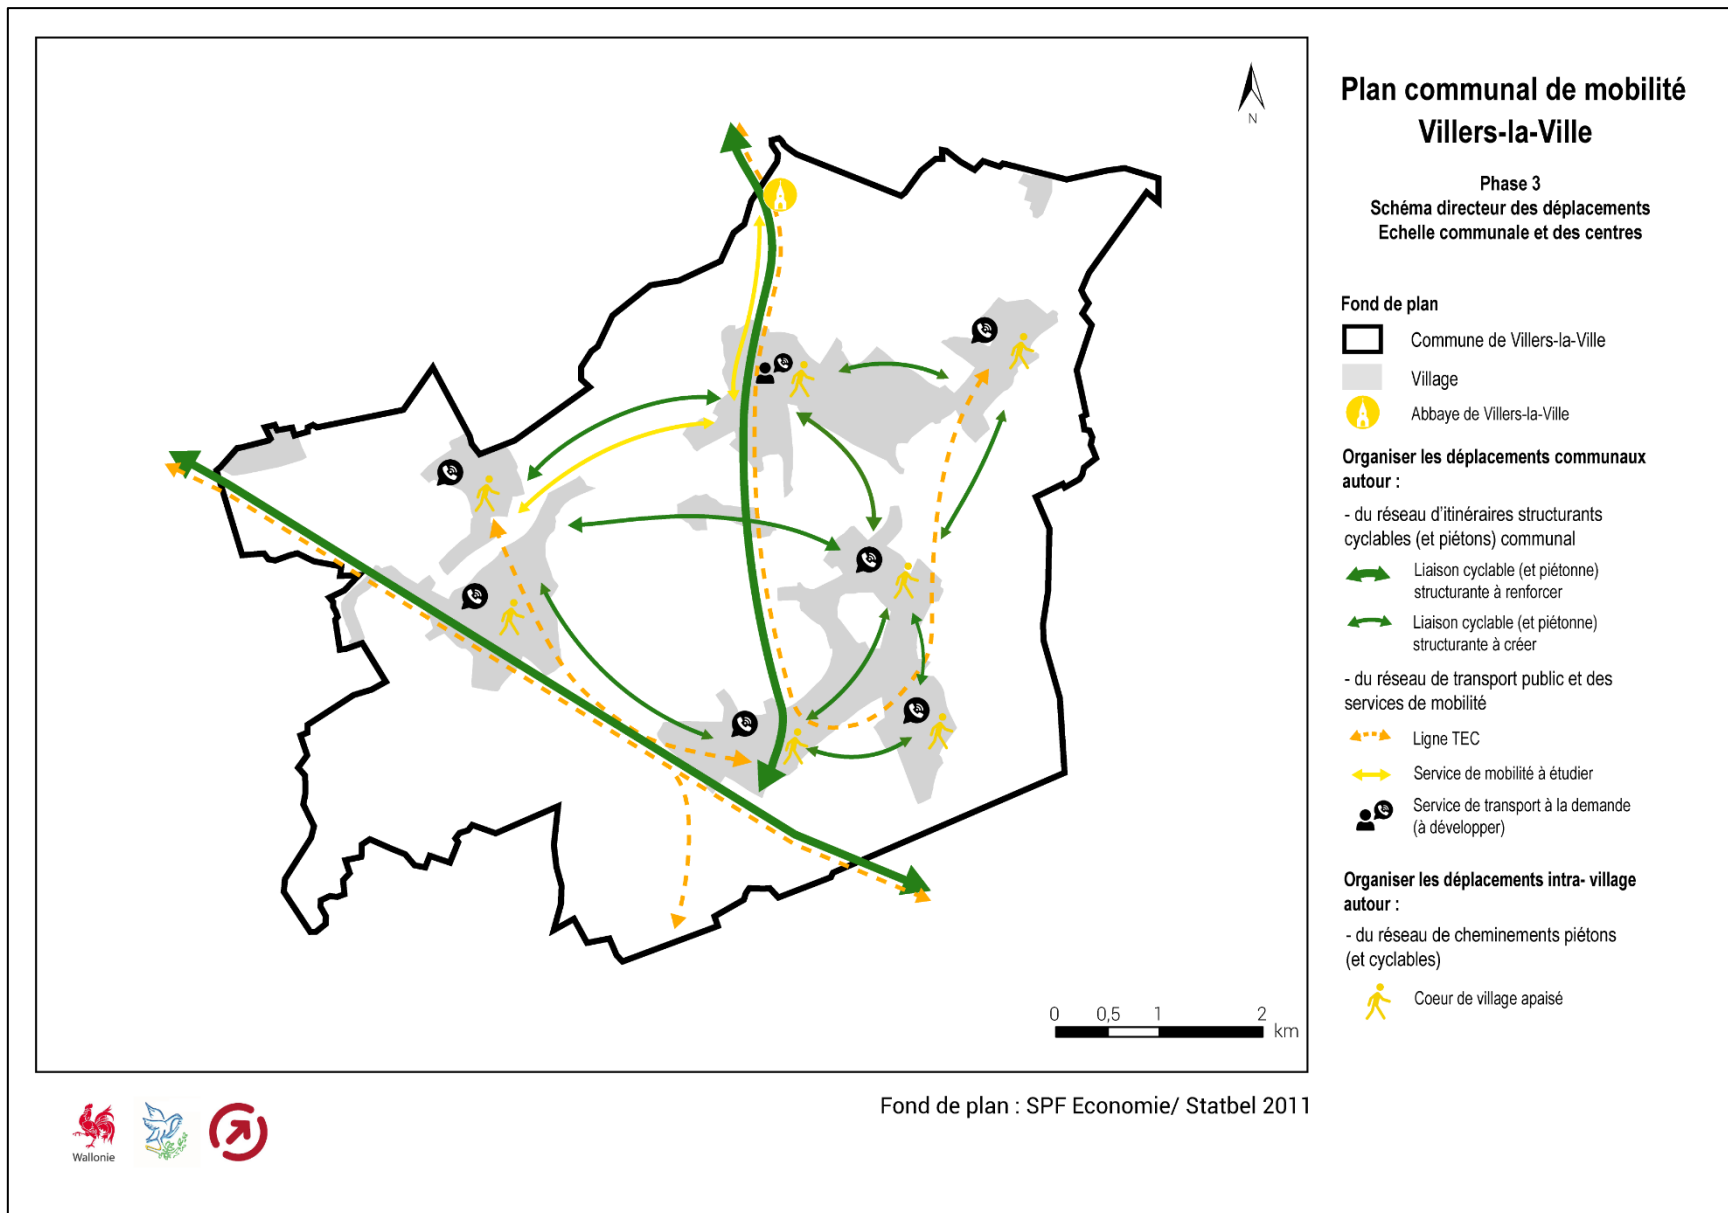 Plan communal de mobilité
Villers-la-Ville
Phase 3
Schéma directeur des déplacements
Echelle communale et des centres
Fond de plan
Commune de Villers-la-Ville
Village
Abbaye de Villers-la-Ville
Organiser les déplacements communaux
autour :
- du réseau d'itinéraires structurants
cyclables (et piétons) communal
Liaison cyclable (et piétonne)
structurante à renforcer
Liaison cyclable (et piétonne)
structurante à créer
- du réseau de transport public et des
services de mobilité
Ligne TEC
Service de mobilité à étudier
Service de transport à la demande
(à développer)
Organiser les déplacements intra- village
autour :
- du réseau de cheminements piétons
(et cyclables)
Coeur de village apaisé
N
0 0,5 1 2
km
Fond de plan : SPF Economie/ Statbel 2011
Wallonie